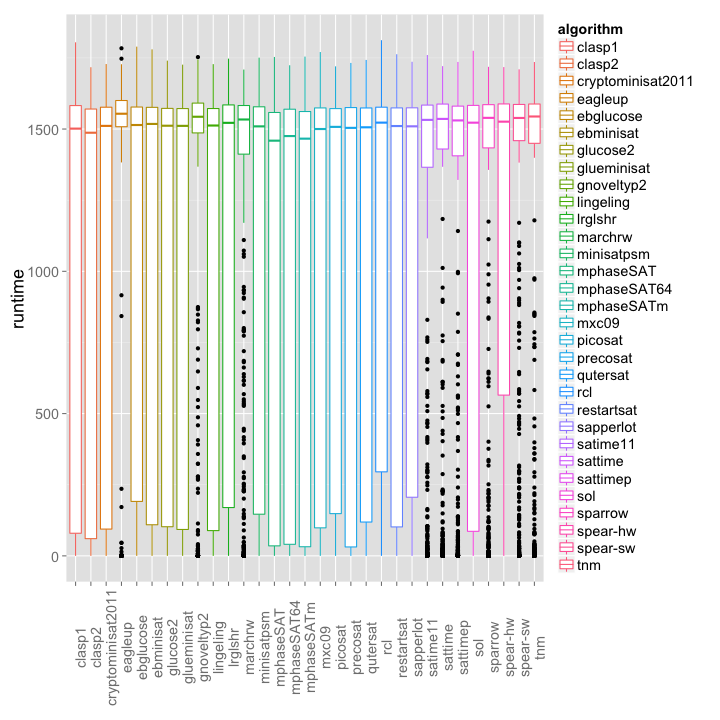 algorithm
clasp1
clasp2
cryptominisat2011
eagleup
ebglucose
ebminisat
glucose2
glueminisat
gnoveltyp2
lingeling
lrglshr
marchrw
minisatpsm
mphaseSAT
mphaseSAT64
mphaseSATm
mxc09
picosat
precosat
qutersat
rcl
restartsat
sapperlot
satime11
sattime
sattimep
sol
sparrow
spear-hw
spear-sw
tnm
runtime
1500
1000
500
0
clasp1
clasp2
cryptominisat2011
eagleup
ebglucose
ebminisat
glucose2
glueminisat
gnoveltyp2
lingeling
lrglshr
marchrw
minisatpsm
mphaseSAT
mphaseSAT64
mphaseSATm
mxc09
picosat
precosat
qutersat
rcl
restartsat
sapperlot
satime11
sattime
sattimep
sol
sparrow
spear-hw
spear-sw
tnm